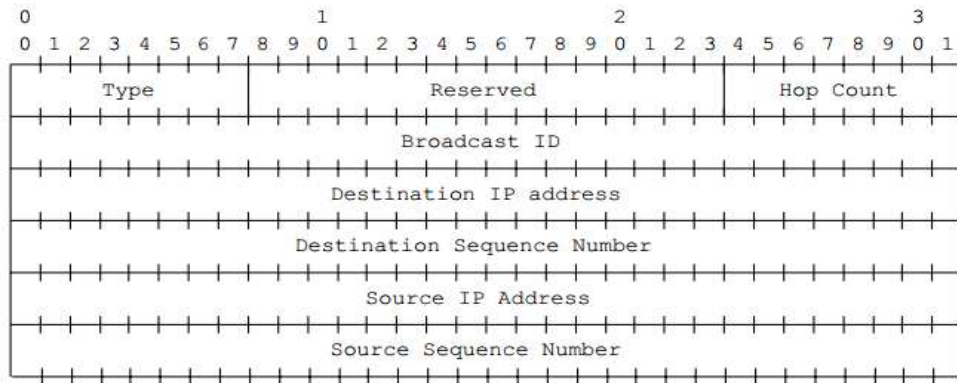 0 1 2 3
0 1 2 3 4 5 6 7 8 9 0 1 2 3 4 5 6 7 8 9 0 1 2 3 4 5 6 7 8 9 0 1
Type Reserved Hop Count
Broadcast ID
Destination IP address
Destination Sequence Number
Source IP Address
Source Sequence Number